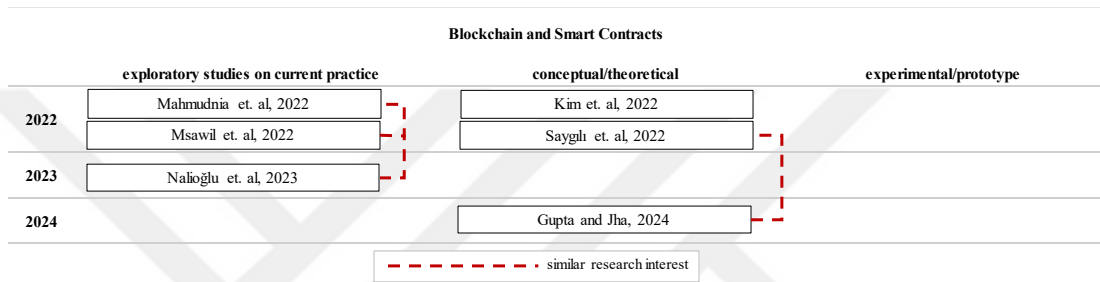 Blockchain and Smart Contracts
exploratory studies on current practice conceptual/theoretical experimental/prototype
2022
Mahmudnia et. al, 2022 Kim et. al, 2022
Msawil et. al, 2022 Saygılı et. al, 2022
2023 Nalioğlu et. al, 2023
2024 Gupta and Jha, 2024
similar research interest